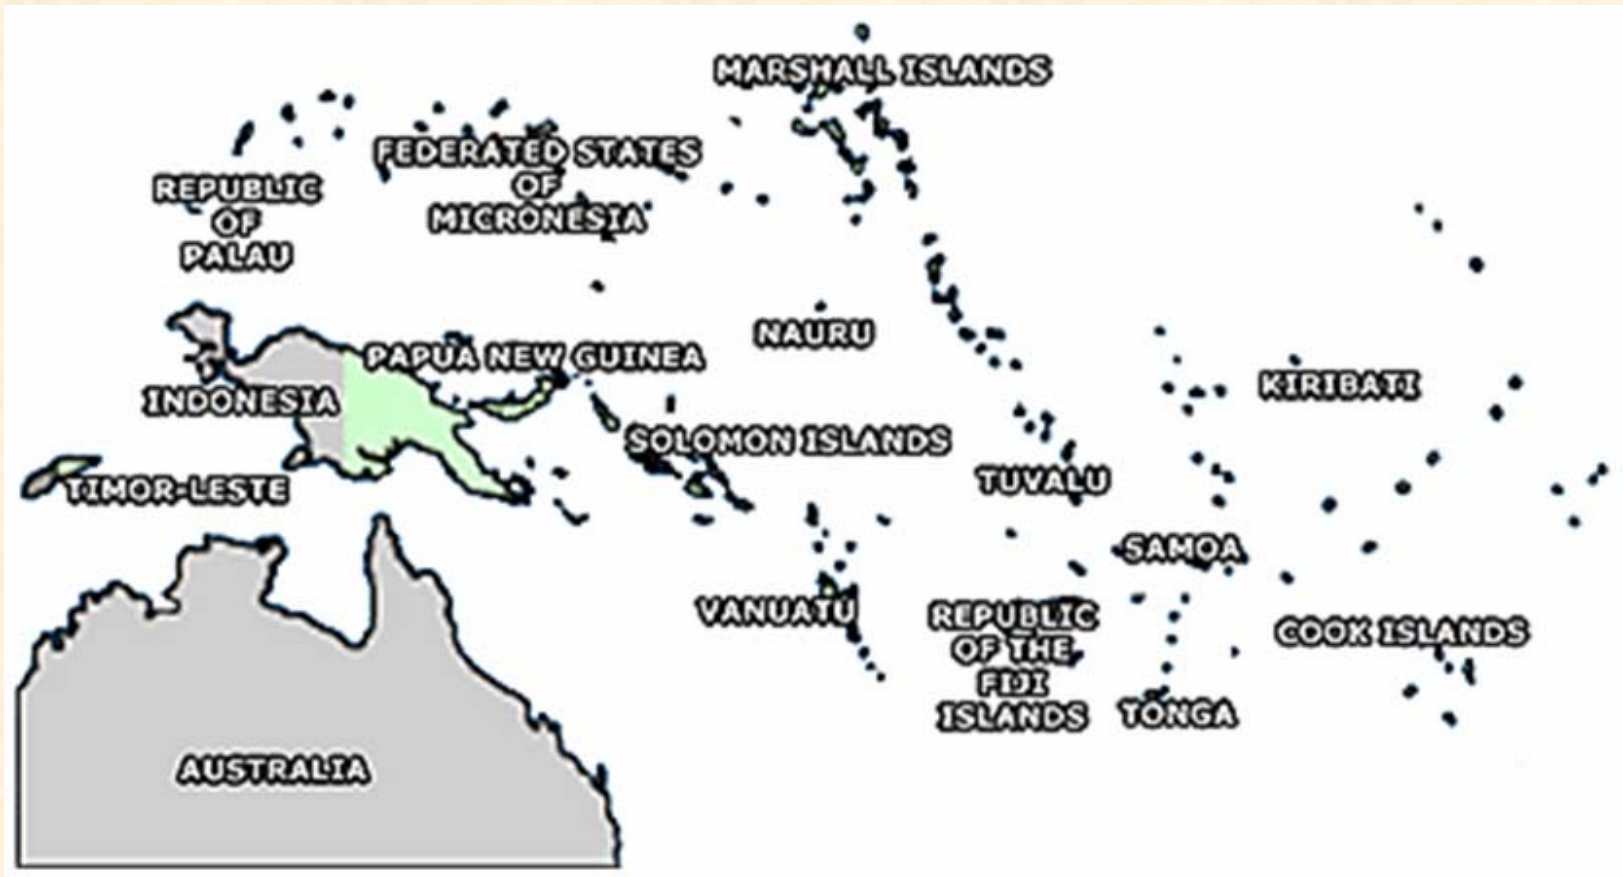 MARSHALL ISLANDS
FEDERATED STATES
OF
MICRONESIA
REPUBLIC
OF
PALAU
NAURU
PAPUA NEW GUINEA
KIRIBATI
INDONESIA
SOLOMON ISLANDS
TUVALU
TIMOR-LESTE
SAMOA
VANUATU
REPUBLIC
OF THE
FIJI
ISLANDS
COOK ISLANDS
TONGA
AUSTRALIA